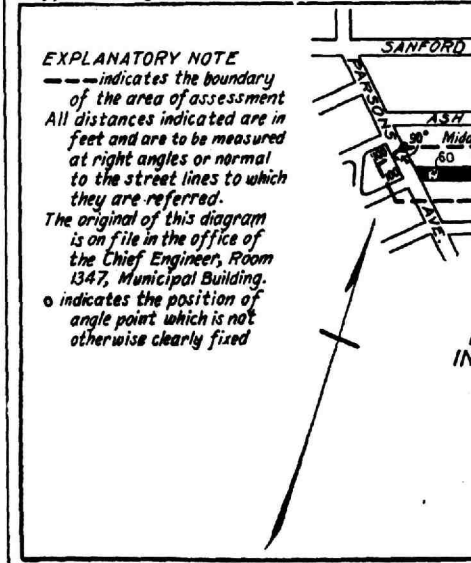 EXPLANATORY NOTE
--- indicates the boundary
of the area of assessment
All distances indicated are in
feet and are to be measured
at right angles or normal
to the street lines to which
they are referred.
The original of this diagram
is on file in the office of
the Chief Engineer, Room
1347, Municipal Building.
o indicates the position of
angle point which is not
otherwise clearly fixed
SANFORD
PARSONS
ASH
90° Midd
60
AVE.
IN